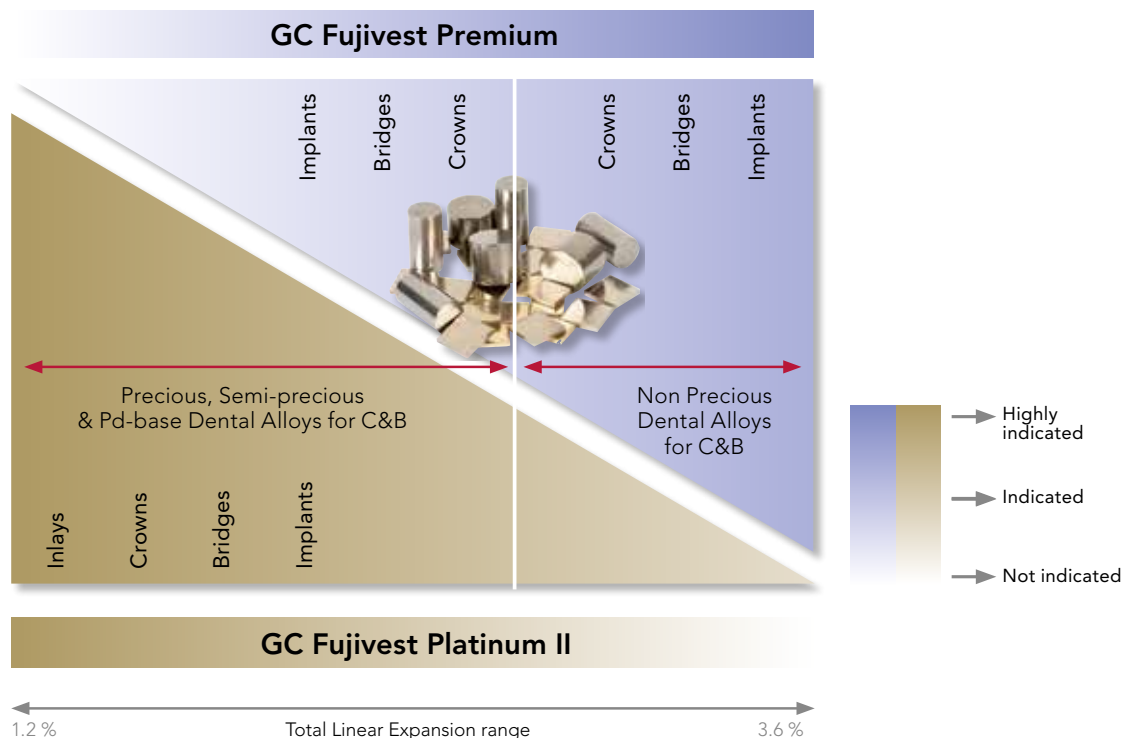 GC Fujivest Premium
Implants
Bridges
Crowns
Crowns
Bridges
Implants
Precious, Semi-precious
& Pd-base Dental Alloys for C&B
Non Precious
Dental Alloys
for C&B
Inlays
Crowns
Bridges
Implants
Highly
indicated
Indicated
Not indicated
GC Fujivest Platinum II
1.2 %
Total Linear Expansion range
3.6 %